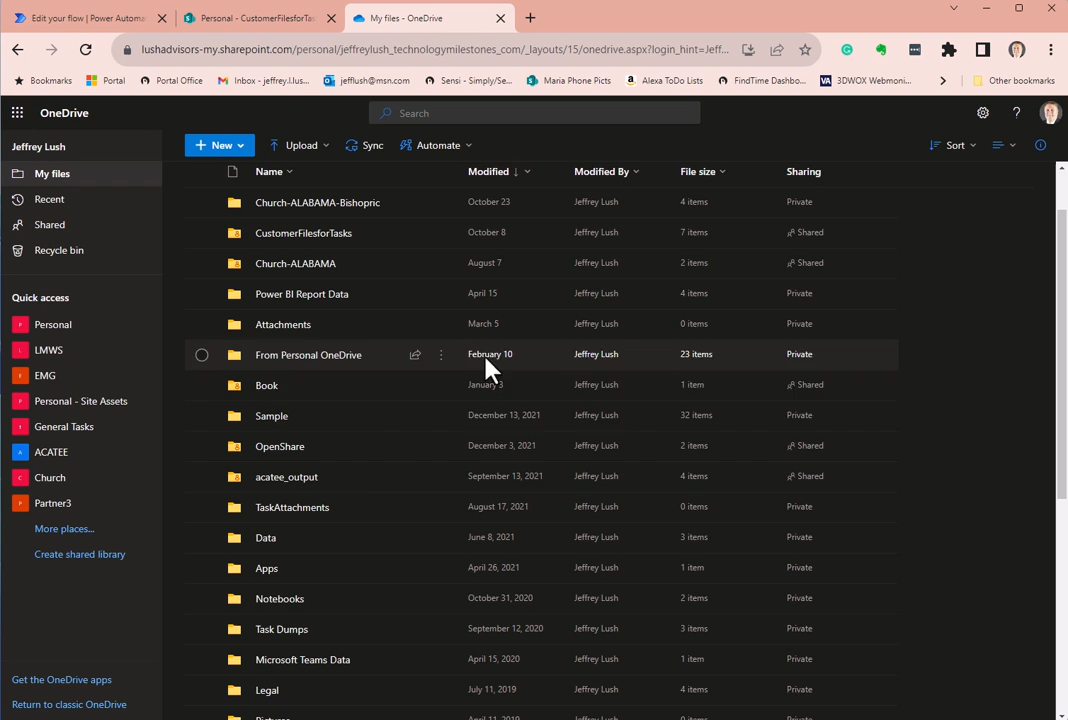 Edit your flow | Power Automa
Personal - CustomerFilesforTas
My files - OneDrive
lushadvisors-my.sharepoint.com/personal/jeffreylush_technologymilestones_com/_layouts/15/onedrive.aspx?login_hint=Jeff...
Bookmarks
Portal
Portal Office
Inbox - jeffrey.l.lus...
jefflush@msn.com
Sensi - Simply/Se...
Maria Phone Picts
Alexa ToDo Lists
FindTime Dashbo...
VA 3DWOX Webmoni...
Other bookmarks
OneDrive
Search
Jeffrey Lush
My files
Recent
Shared
Recycle bin
Quick access
P Personal
L LMWS
E EMG
P Personal - Site Assets
General Tasks
A ACATEE
C Church
P Partner3
More places...
Create shared library
Get the OneDrive apps
Return to classic OneDrive
New Upload Sync Automate Sort
Name Modified Modified By File size Sharing
Church-ALABAMA-Bishopric October 23 Jeffrey Lush 4 items Private
CustomerFilesforTasks October 8 Jeffrey Lush 7 items Shared
Church-ALABAMA August 7 Jeffrey Lush 2 items Shared
Power BI Report Data April 15 Jeffrey Lush 4 items Private
Attachments March 5 Jeffrey Lush 0 items Private
From Personal OneDrive February 10 Jeffrey Lush 23 items Private
Book January 3 Jeffrey Lush 1 item Shared
Sample December 13, 2021 Jeffrey Lush 32 items Private
OpenShare December 3, 2021 Jeffrey Lush 2 items Shared
acatee_output September 13, 2021 Jeffrey Lush 4 items Shared
TaskAttachments August 17, 2021 Jeffrey Lush 0 items Private
Data June 8, 2021 Jeffrey Lush 3 items Private
Apps April 26, 2021 Jeffrey Lush 1 item Private
Notebooks October 31, 2020 Jeffrey Lush 2 items Private
Task Dumps September 12, 2020 Jeffrey Lush 3 items Private
Microsoft Teams Data April 15, 2020 Jeffrey Lush 1 item Private
Legal July 11, 2019 Jeffrey Lush 4 items Private
Pictures April 11, 2019 Jeffrey Lush